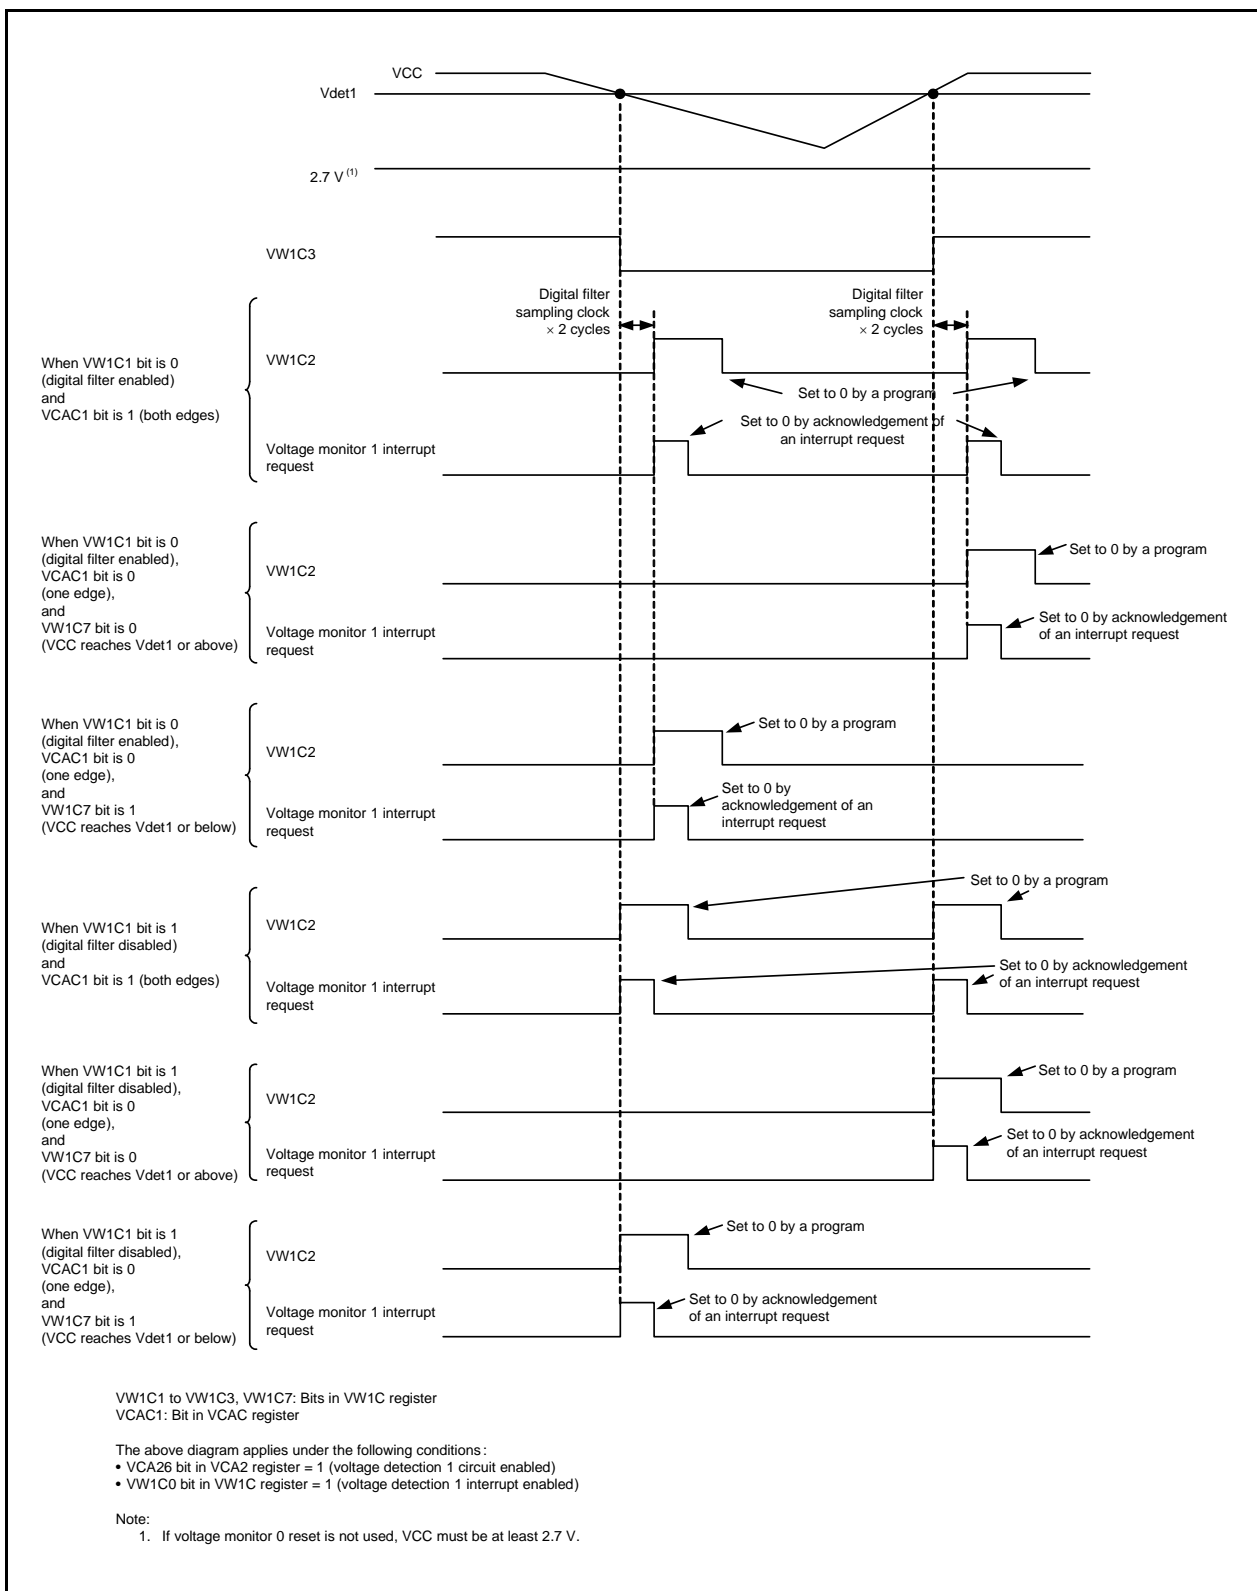 VCC
Vdet1
2.7 V (1)
VW1C3
Digital filter
sampling clock
× 2 cycles
Digital filter
sampling clock
× 2 cycles
When VW1C1 bit is 0
(digital filter enabled)
and
VCAC1 bit is 1 (both edges)
VW1C2
Set to 0 by a program
Set to 0 by acknowledgement of
an interrupt request
Voltage monitor 1 interrupt
request
When VW1C1 bit is 0
(digital filter enabled),
VCAC1 bit is 0
(one edge),
and
VW1C7 bit is 0
(VCC reaches Vdet1 or above)
VW1C2
Set to 0 by a program
Voltage monitor 1 interrupt
request
Set to 0 by acknowledgement
of an interrupt request
When VW1C1 bit is 0
(digital filter enabled),
VCAC1 bit is 0
(one edge),
and
VW1C7 bit is 1
(VCC reaches Vdet1 or below)
VW1C2
Set to 0 by a program
Voltage monitor 1 interrupt
request
Set to 0 by
acknowledgement of an
interrupt request
When VW1C1 bit is 1
(digital filter disabled)
and
VCAC1 bit is 1 (both edges)
VW1C2
Set to 0 by a program
Voltage monitor 1 interrupt
request
Set to 0 by acknowledgement
of an interrupt request
When VW1C1 bit is 1
(digital filter disabled),
VCAC1 bit is 0
(one edge),
and
VW1C7 bit is 0
(VCC reaches Vdet1 or above)
VW1C2
Set to 0 by a program
Voltage monitor 1 interrupt
request
Set to 0 by acknowledgement
of an interrupt request
When VW1C1 bit is 1
(digital filter disabled),
VCAC1 bit is 0
(one edge),
and
VW1C7 bit is 1
(VCC reaches Vdet1 or below)
VW1C2
Set to 0 by a program
Voltage monitor 1 interrupt
request
Set to 0 by acknowledgement
of an interrupt request
VW1C1 to VW1C3, VW1C7: Bits in VW1C register
VCAC1: Bit in VCAC register
The above diagram applies under the following conditions:
• VCA26 bit in VCA2 register = 1 (voltage detection 1 circuit enabled)
• VW1C0 bit in VW1C register = 1 (voltage detection 1 interrupt enabled)
Note:
1. If voltage monitor 0 reset is not used, VCC must be at least 2.7 V.